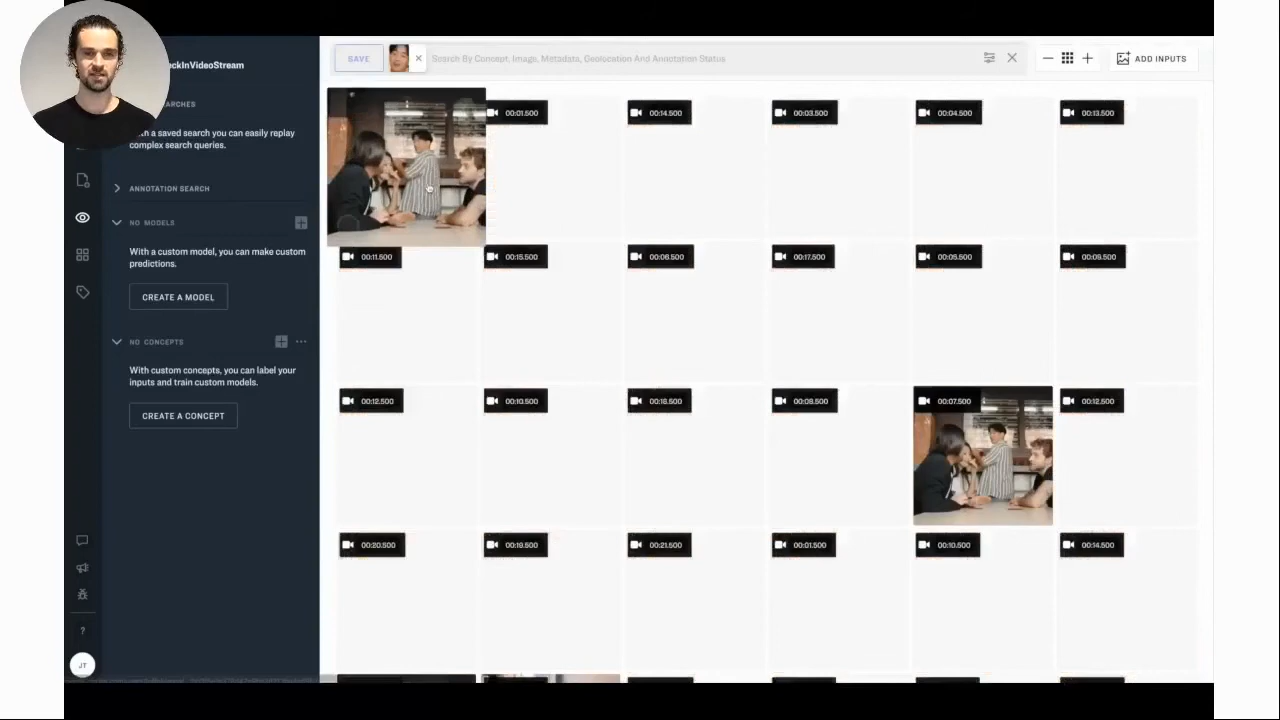 eckInVideoStream
SAVE
×
Search By Concept, Image, Metadata, Geolocation And Annotation Status
ADD INPUTS
ARCHES
h a saved search you can easily replay
complex search queries.
ANNOTATION SEARCH
NO MODELS
With a custom model, you can make custom
predictions.
CREATE A MODEL
NO CONCEPTS
With custom concepts, you can label your
inputs and train custom models.
CREATE A CONCEPT
?
JT
00:01.500
00:14.500
00:03.500
00:04.500
00:13.500
00:11.500
00:15.500
00:06.500
00:17.500
00:05.500
00:09.500
00:12.500
00:10.500
00:18.500
00:08.500
00:07.500
00:12.500
00:20.500
00:19.500
00:21.500
00:01.500
00:10.500
00:14.500